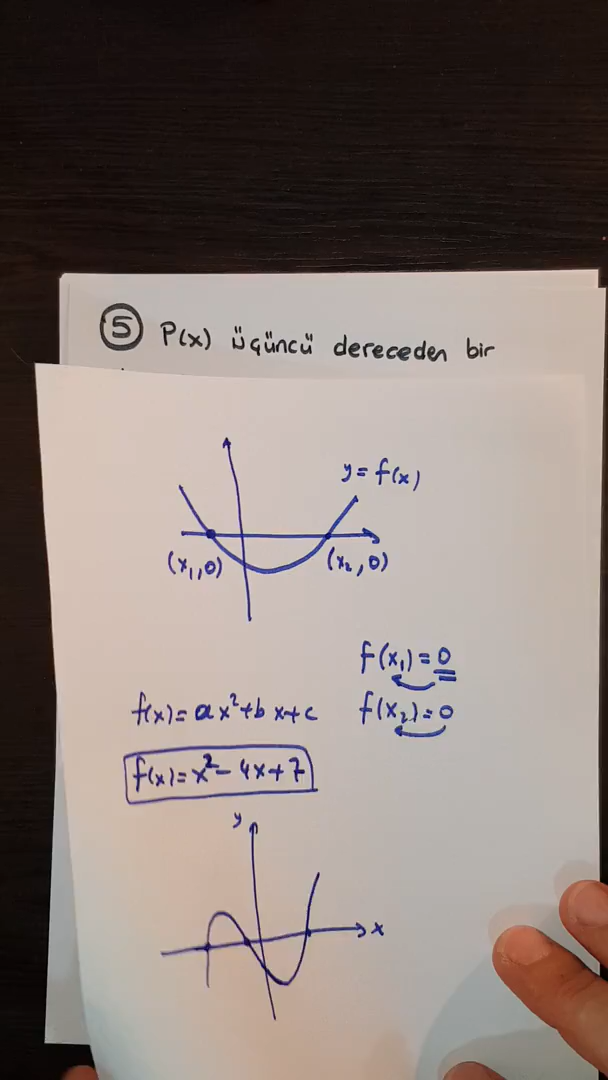 5 P(x) üçüncü dereceden bir
y = f(x)
(x₁,0) (x₂,0)
f(x₁)=0
f(x)=ax²+bx+c f(x₂)=0
f(x)=x²-4x+7
y
x